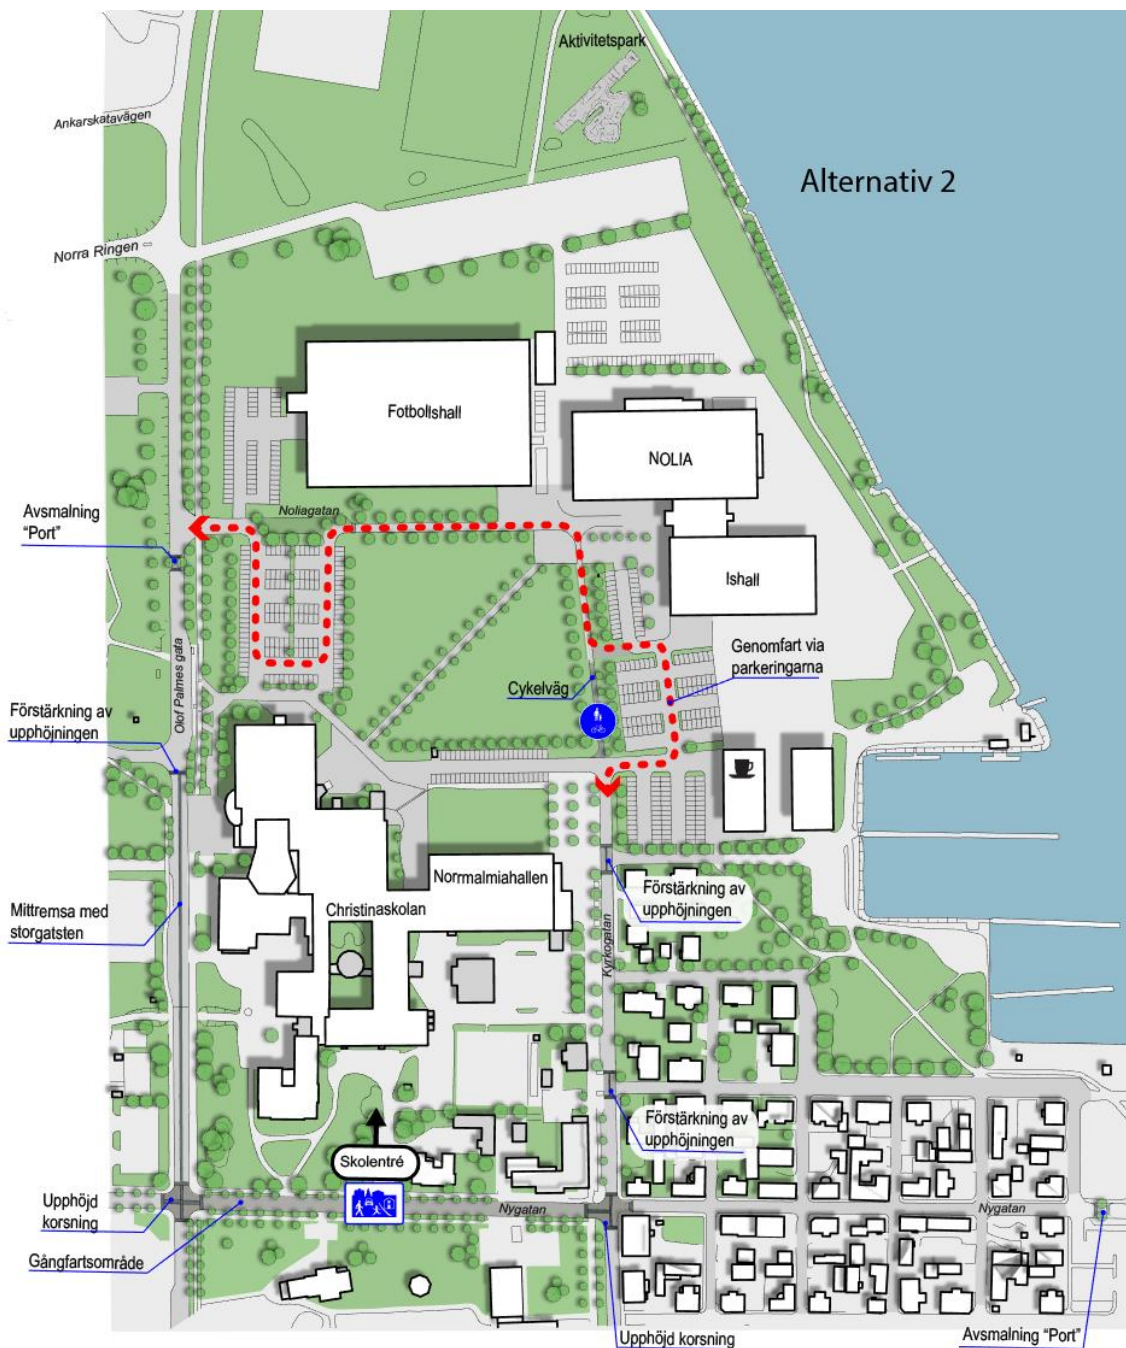 Aktivitetspark
Ankarskatavägen
Alternativ 2
Norra Ringen
Fotbollshall
NOLIA
Avsmalning
"Port"
Noliagatan
Ishall
Genomfart via
parkeringarna
Olof Palmes gata
Cykelväg
Förstärkning av
upphöjningen
Norrmalmiahallen
Förstärkning av
upphöjningen
Mittremsa med
storgatsten
Christinaskolan
Kyrkogatan
Förstärkning av
upphöjningen
Skolentré
Upphöjd
korsning
Nygatan
Nygatan
Gångfartsområde
Upphöjd korsning
Avsmalning "Port"